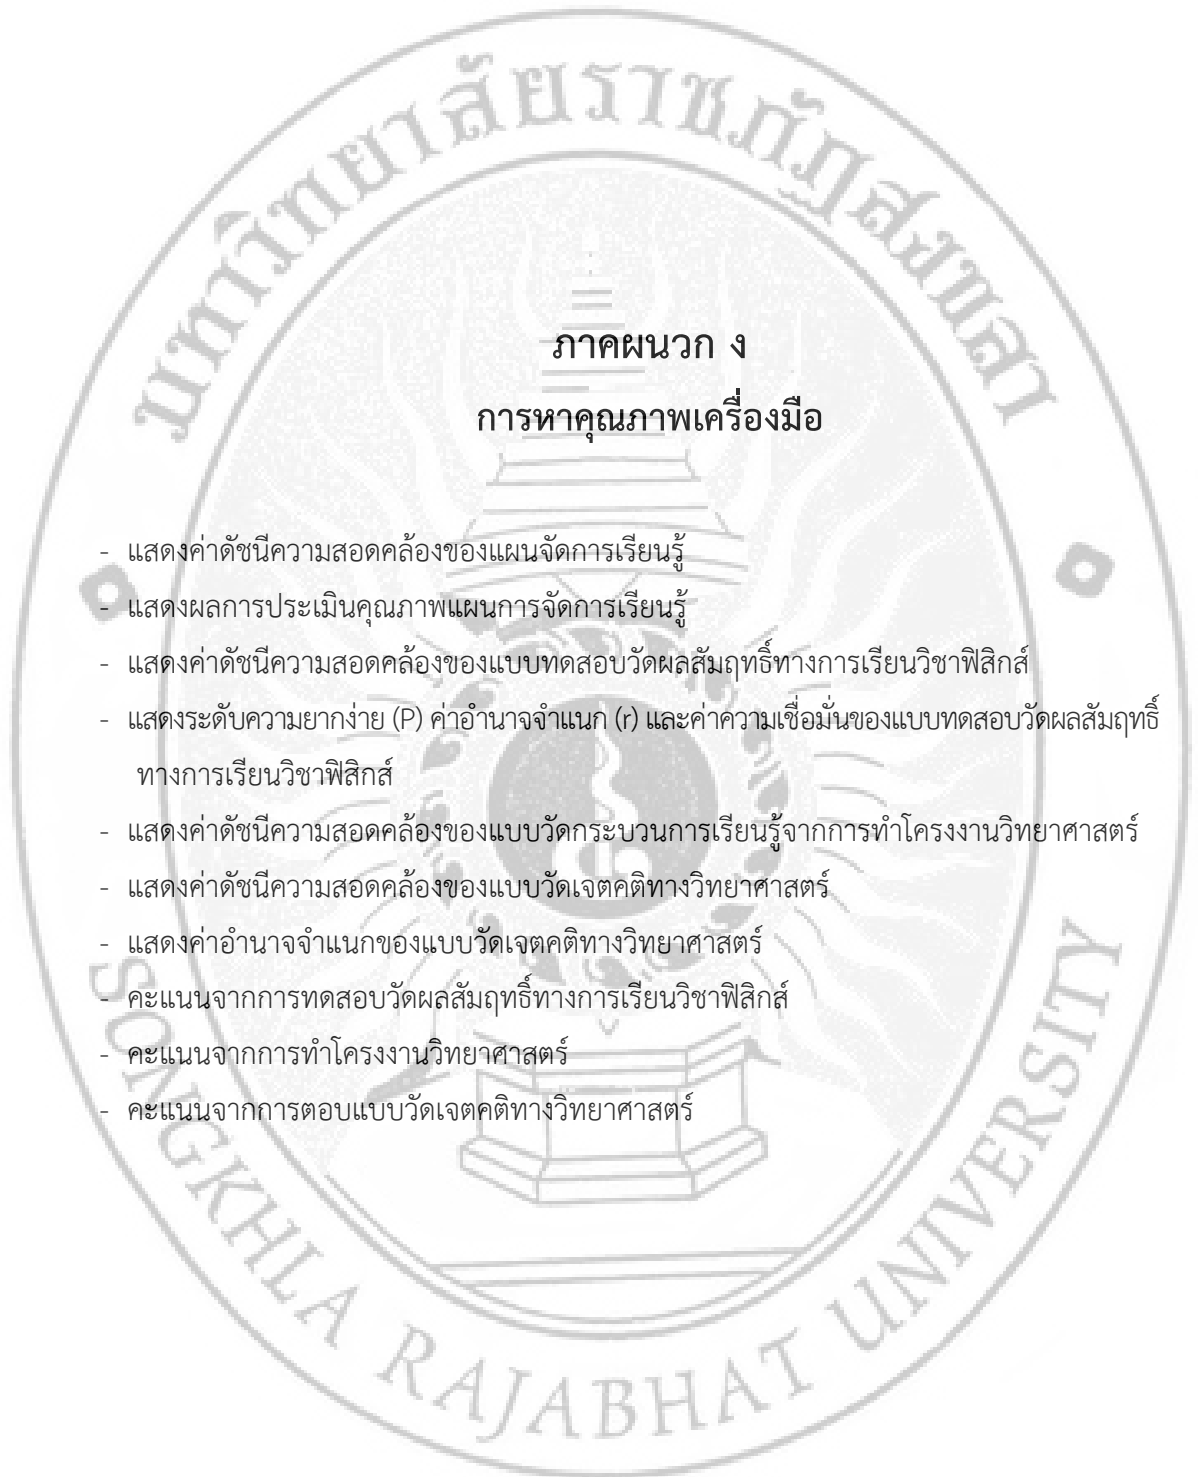 มหาวิทยาลัยราชภัฏสงขลา
ภาคผนวก ง
การหาคุณภาพเครื่องมือ
- แสดงค่าดัชนีความสอดคล้องของแผนจัดการเรียนรู้
- แสดงผลการประเมินคุณภาพแผนการจัดการเรียนรู้
- แสดงค่าดัชนีความสอดคล้องของแบบทดสอบวัดผลสัมฤทธิ์ทางการเรียนวิชาฟิสิกส์
- แสดงระดับความยากง่าย (P) ค่าอำนาจจำแนก (r) และค่าความเชื่อมั่นของแบบทดสอบวัดผลสัมฤทธิ์
ทางการเรียนวิชาฟิสิกส์
- แสดงค่าดัชนีความสอดคล้องของแบบวัดกระบวนการเรียนรู้จากการทำโครงงานวิทยาศาสตร์
- แสดงค่าดัชนีความสอดคล้องของแบบวัดเจตคติทางวิทยาศาสตร์
- แสดงค่าอำนาจจำแนกของแบบวัดเจตคติทางวิทยาศาสตร์
- คะแนนจากการทดสอบวัดผลสัมฤทธิ์ทางการเรียนวิชาฟิสิกส์
- คะแนนจากการทำโครงงานวิทยาศาสตร์
- คะแนนจากการตอบแบบวัดเจตคติทางวิทยาศาสตร์
SONGKHLA RAJABHAT UNIVERSITY